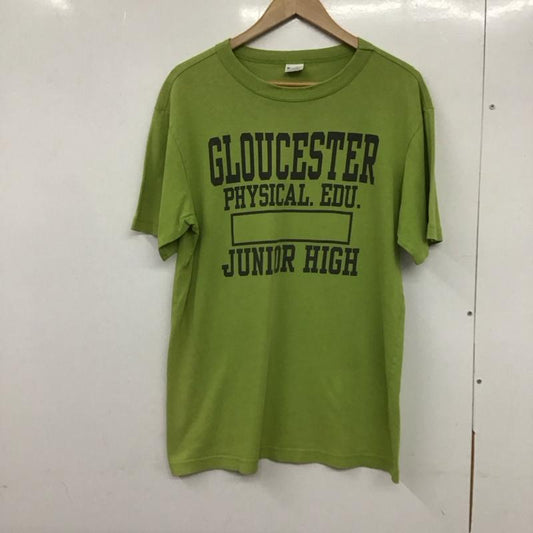 GLOUCESTER
PHYSICAL. EDU.
JUNIOR HIGH